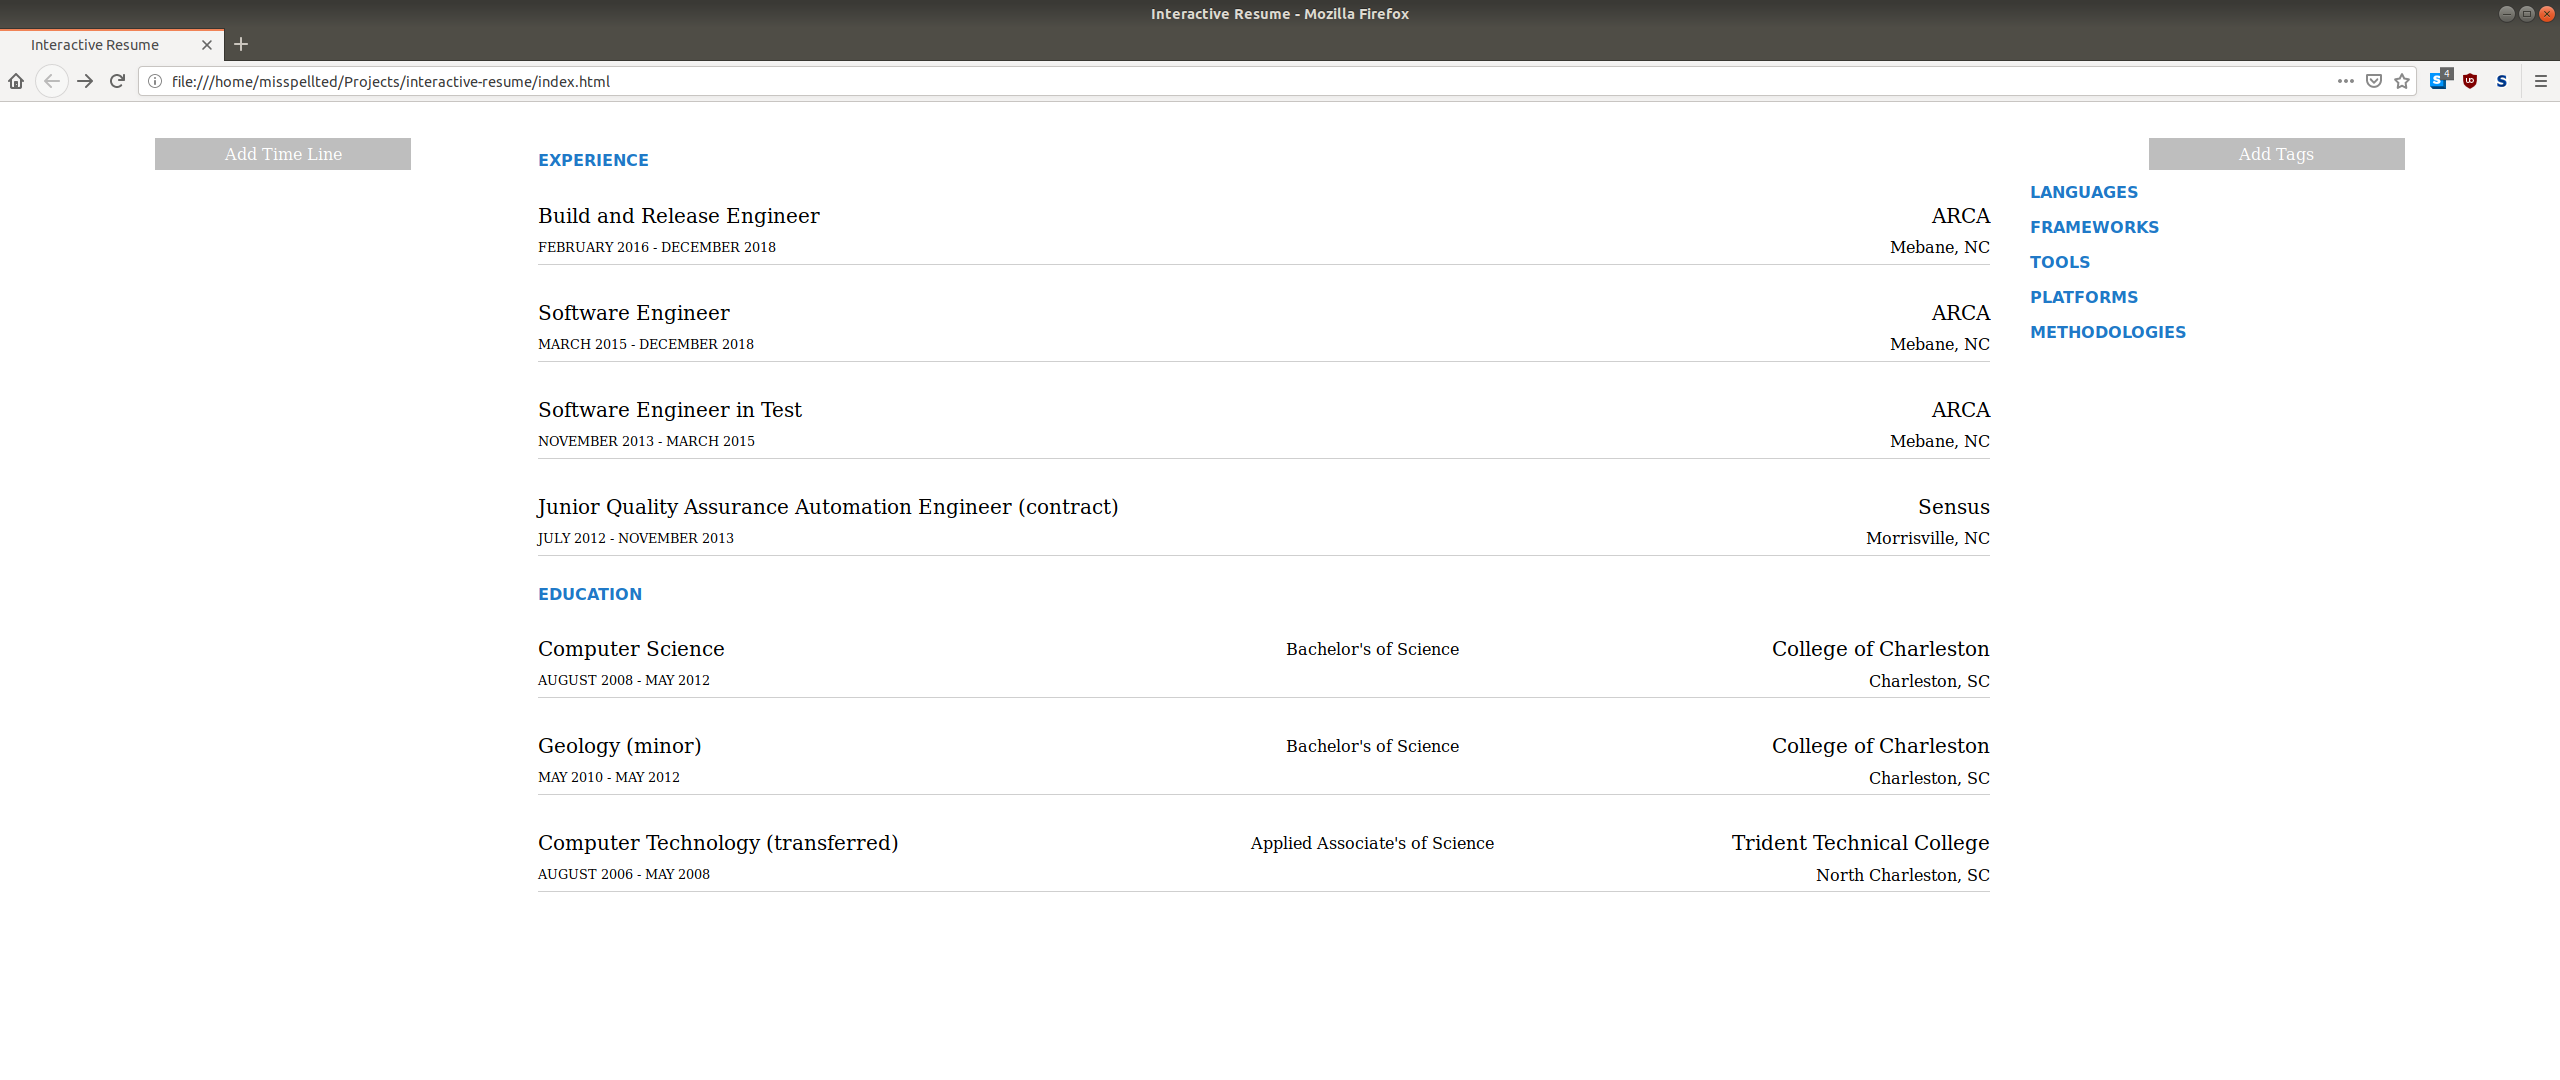 Interactive Resume - Mozilla Firefox
Interactive Resume
file:///home/misspellted/Projects/interactive-resume/index.html
S 4
S
Add Time Line
EXPERIENCE
Build and Release Engineer ARCA
FEBRUARY 2016 - DECEMBER 2018 Mebane, NC
Software Engineer ARCA
MARCH 2015 - DECEMBER 2018 Mebane, NC
Software Engineer in Test ARCA
NOVEMBER 2013 - MARCH 2015 Mebane, NC
Junior Quality Assurance Automation Engineer (contract) Sensus
JULY 2012 - NOVEMBER 2013 Morrisville, NC
EDUCATION
Computer Science Bachelor's of Science College of Charleston
AUGUST 2008 - MAY 2012 Charleston, SC
Geology (minor) Bachelor's of Science College of Charleston
MAY 2010 - MAY 2012 Charleston, SC
Computer Technology (transferred) Applied Associate's of Science Trident Technical College
AUGUST 2006 - MAY 2008 North Charleston, SC
Add Tags
LANGUAGES
FRAMEWORKS
TOOLS
PLATFORMS
METHODOLOGIES